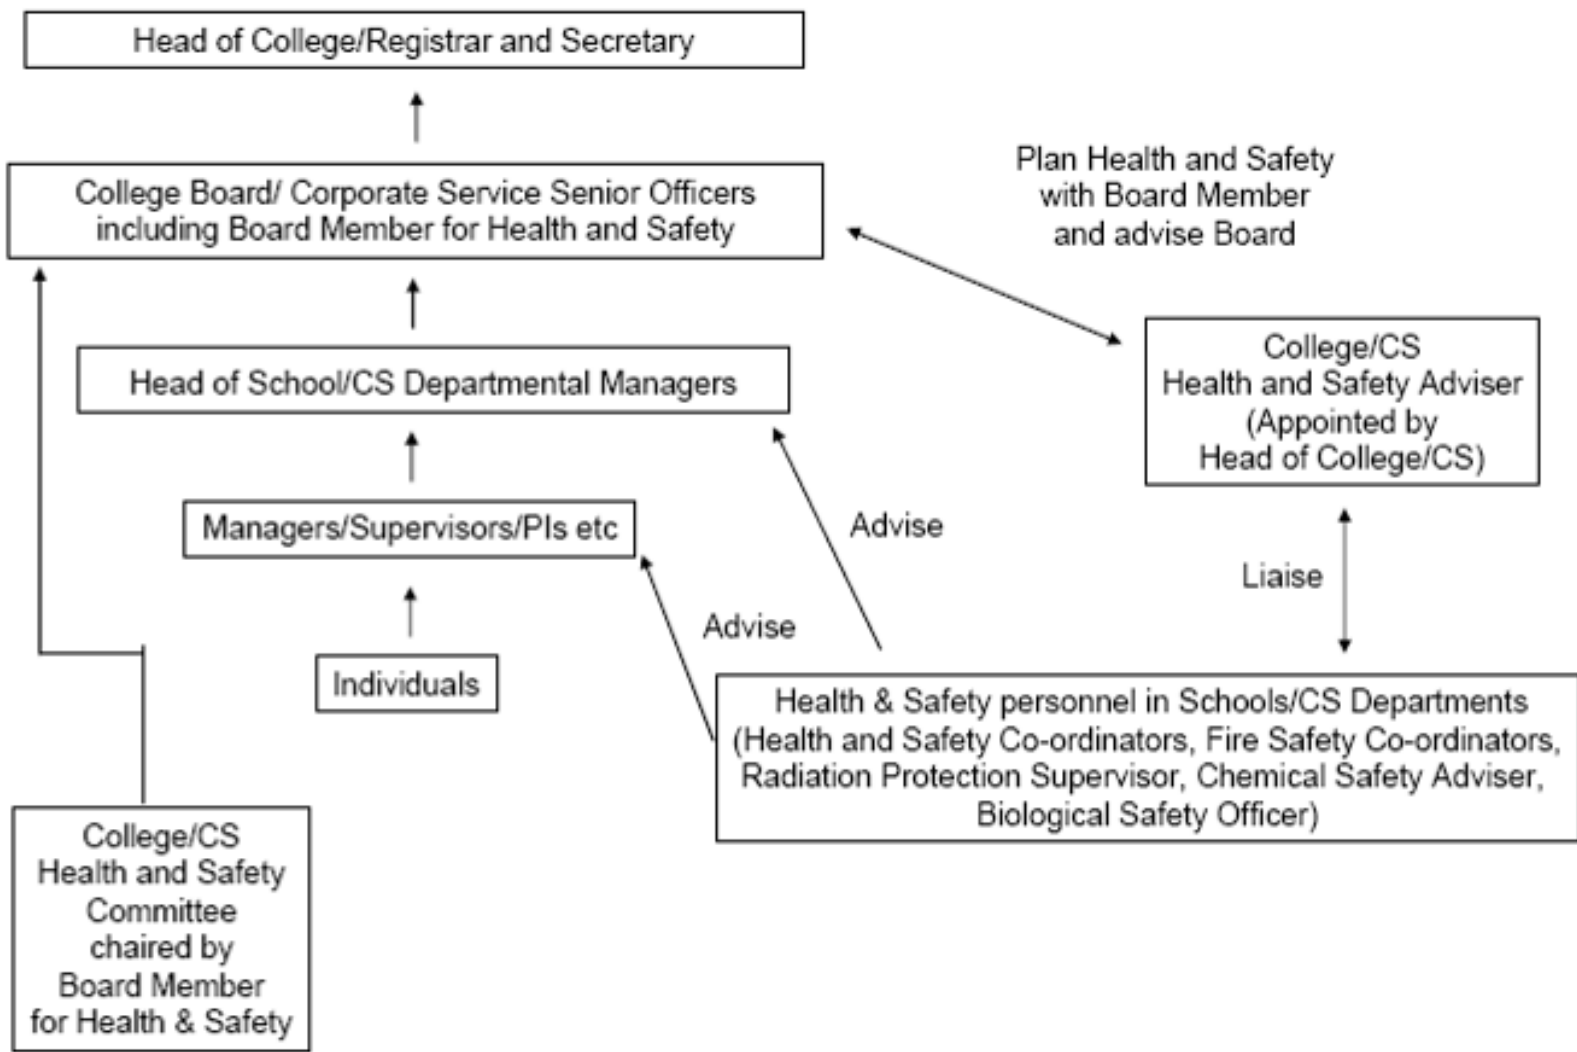 Head of College/Registrar and Secretary
College Board/ Corporate Service Senior Officers
including Board Member for Health and Safety
Plan Health and Safety
with Board Member
and advise Board
Head of School/CS Departmental Managers
College/CS
Health and Safety Adviser
(Appointed by
Head of College/CS)
Managers/Supervisors/PIs etc
Advise
Liaise
Advise
Individuals
Health & Safety personnel in Schools/CS Departments
(Health and Safety Co-ordinators, Fire Safety Co-ordinators,
Radiation Protection Supervisor, Chemical Safety Adviser,
Biological Safety Officer)
College/CS
Health and Safety
Committee
chaired by
Board Member
for Health & Safety